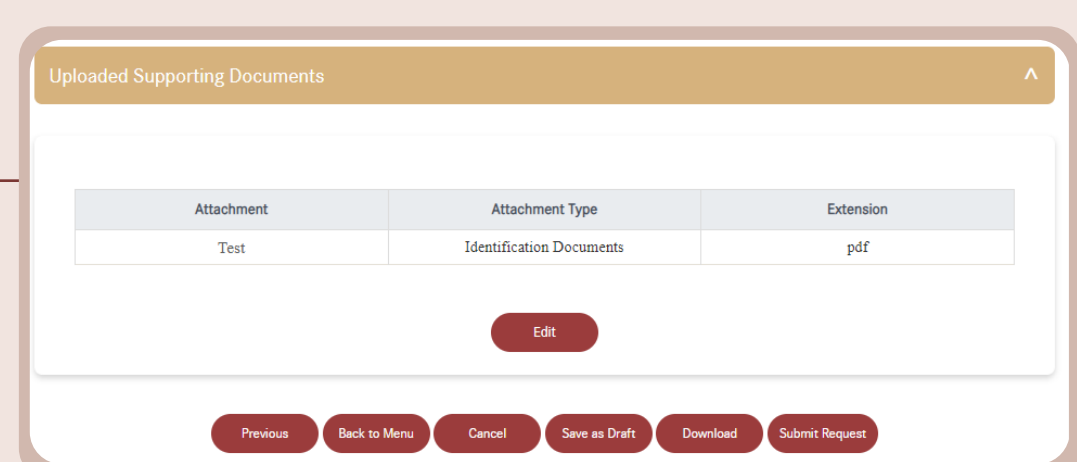 Uploaded Supporting Documents ^
Attachment Attachment Type Extension
Test Identification Documents pdf
Edit
Previous Back to Menu Cancel Save as Draft Download Submit Request